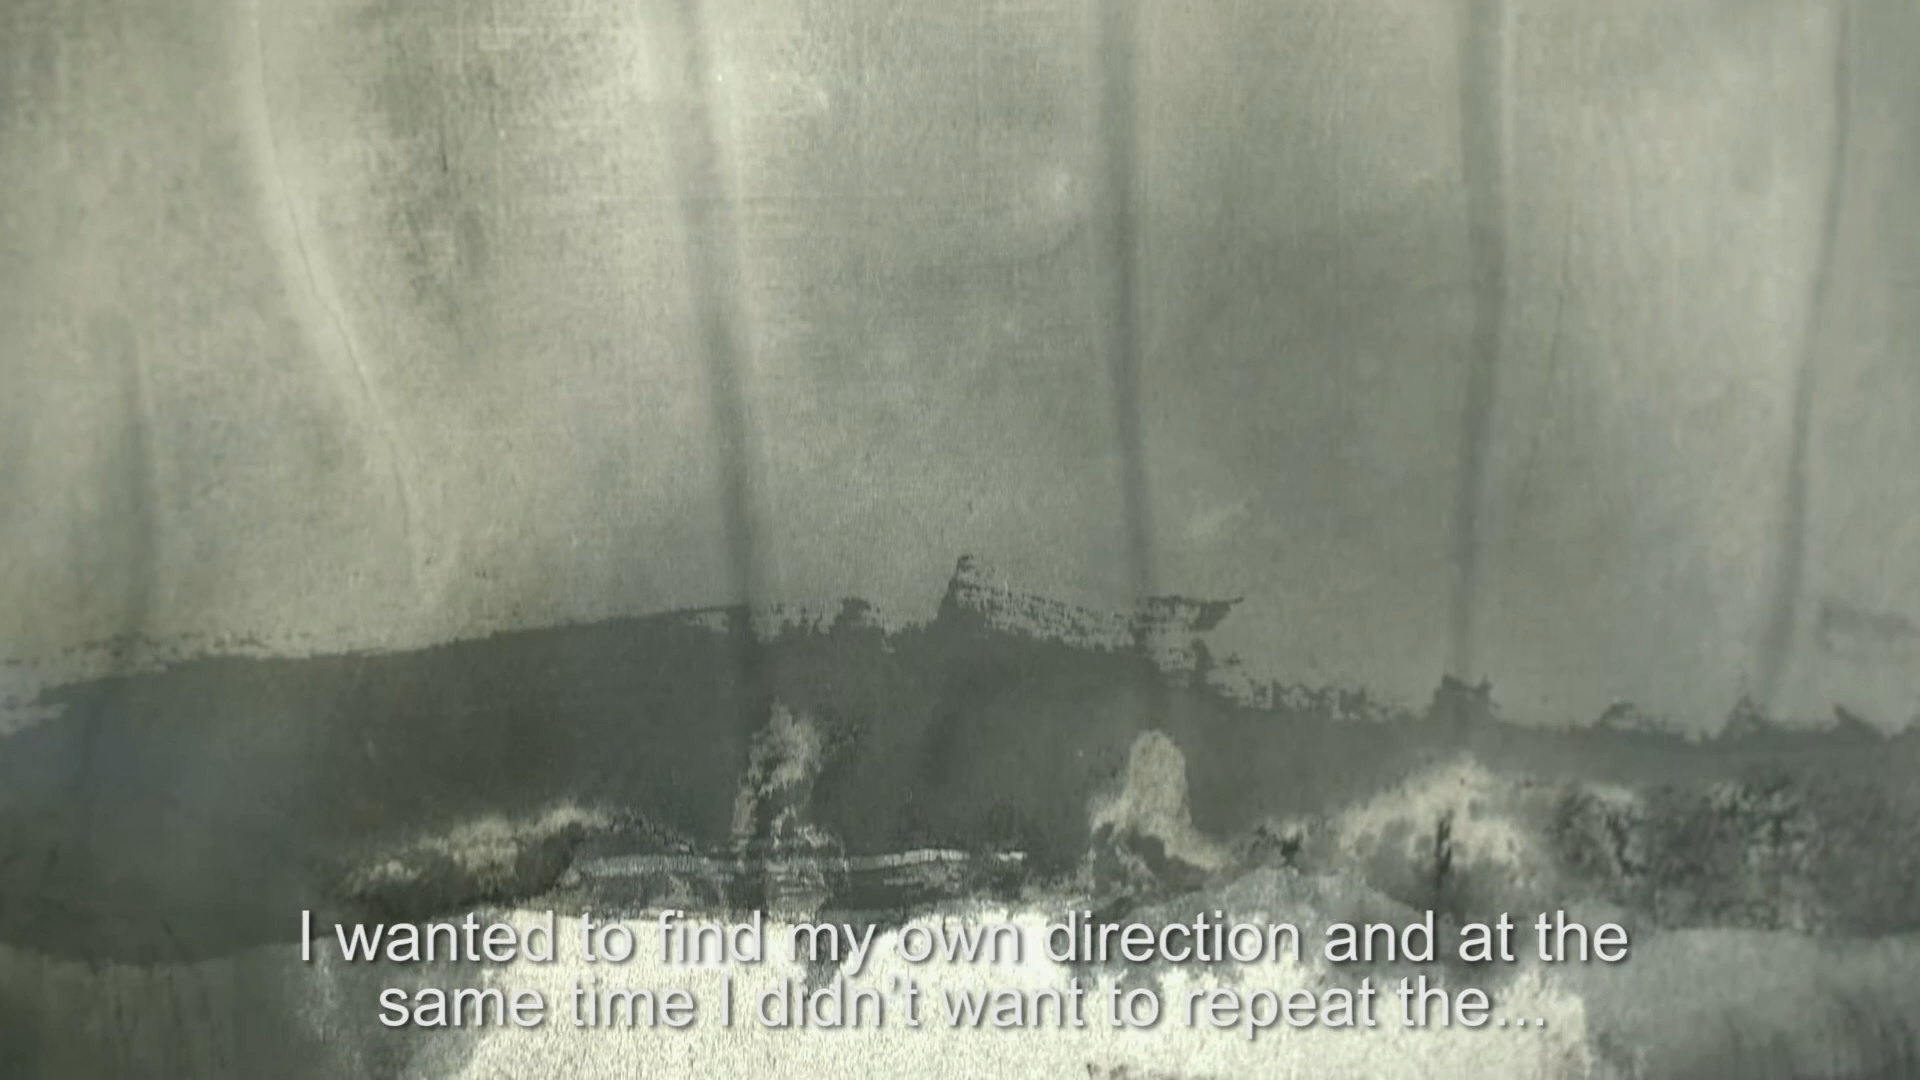 I wanted to find my own direction and at the
same time I didn't want to repeat the...